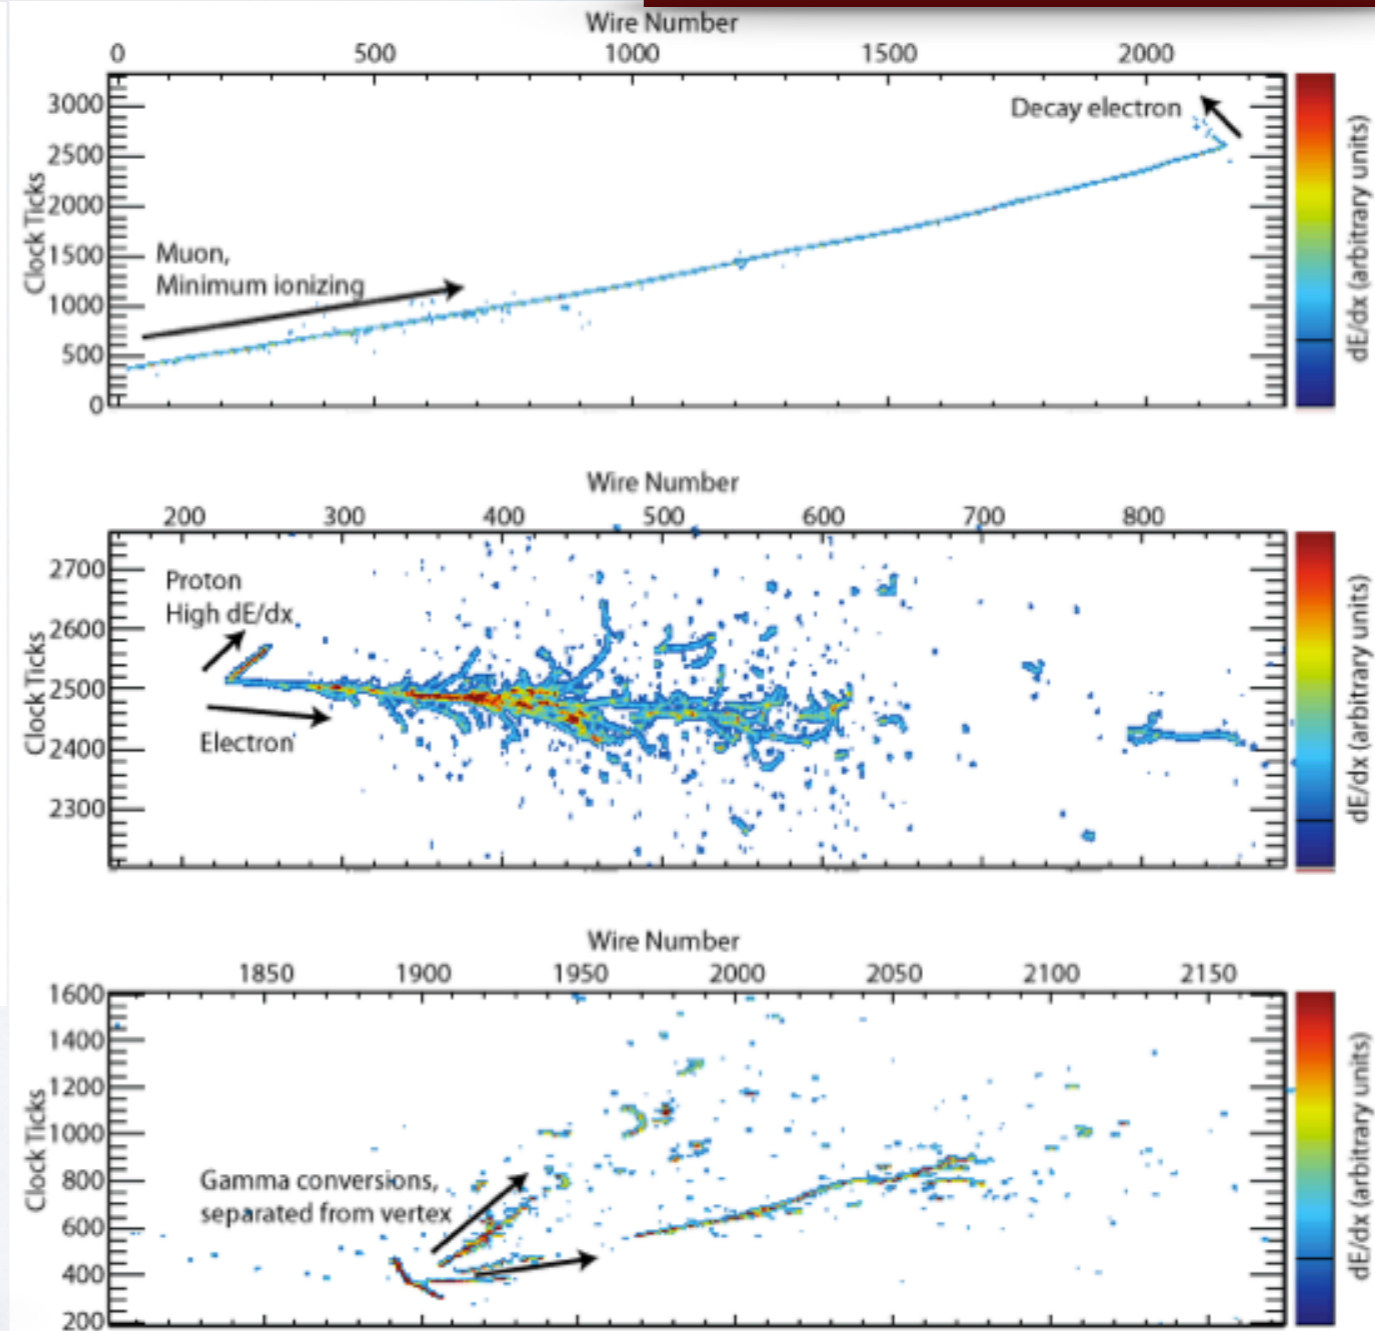 Wire Number
0 500 1000 1500 2000
3000
2500
2000
1500
1000
500
0
Clock Ticks
Muon,
Minimum ionizing
Decay electron
dE/dx (arbitrary units)
Wire Number
200 300 400 500 600 700 800
2700
2600
2500
2400
2300
Clock Ticks
Proton
High dE/dx
Electron
dE/dx (arbitrary units)
Wire Number
1850 1900 1950 2000 2050 2100 2150
1600
1400
1200
1000
800
600
400
200
Clock Ticks
Gamma conversions,
separated from vertex
dE/dx (arbitrary units)